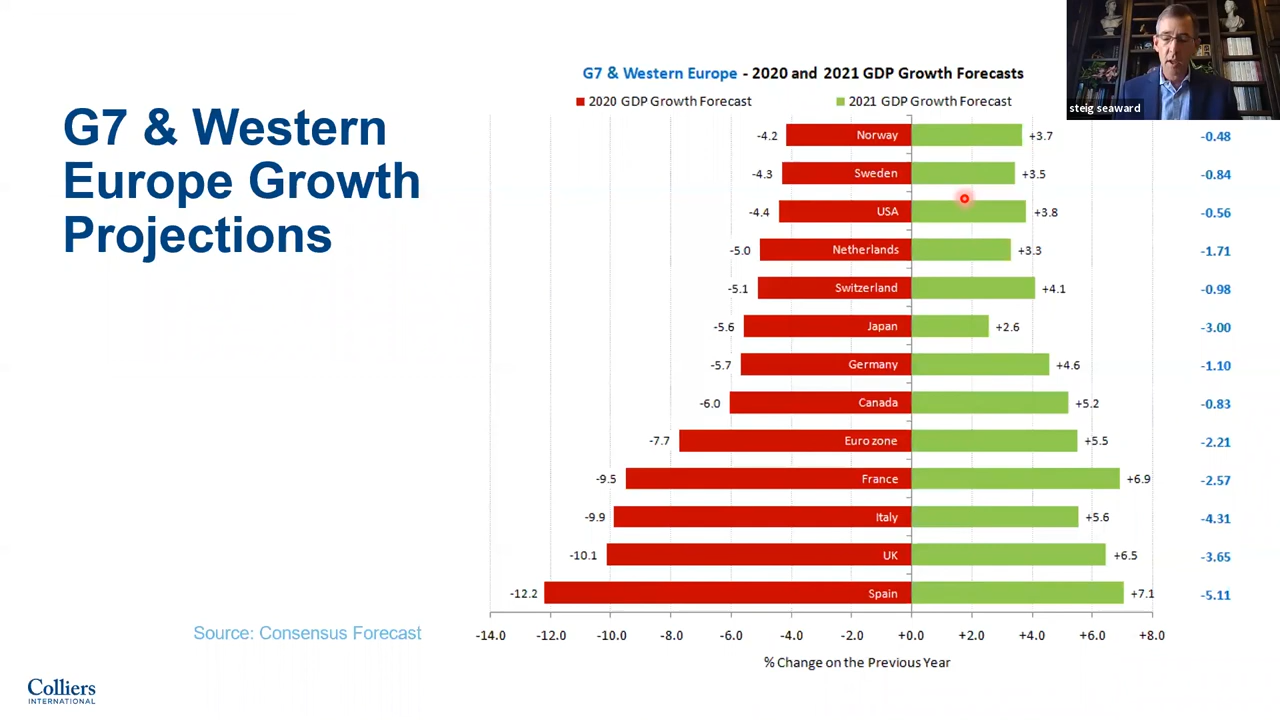 steig seaward
G7 & Western
Europe Growth
Projections
G7 & Western Europe - 2020 and 2021 GDP Growth Forecasts
2020 GDP Growth Forecast
2021 GDP Growth Forecast
-4.2 Norway +3.7 -0.48
-4.3 Sweden +3.5 -0.84
-4.4 USA +3.8 -0.56
-5.0 Netherlands +3.3 -1.71
-5.1 Switzerland +4.1 -0.98
-5.6 Japan +2.6 -3.00
-5.7 Germany +4.6 -1.10
-6.0 Canada +5.2 -0.83
-7.7 Euro zone +5.5 -2.21
-9.5 France +6.9 -2.57
-9.9 Italy +5.6 -4.31
-10.1 UK +6.5 -3.65
-12.2 Spain +7.1 -5.11
-14.0 -12.0 -10.0 -8.0 -6.0 -4.0 -2.0 +0.0 +2.0 +4.0 +6.0 +8.0
% Change on the Previous Year
Source: Consensus Forecast
Colliers
INTERNATIONAL